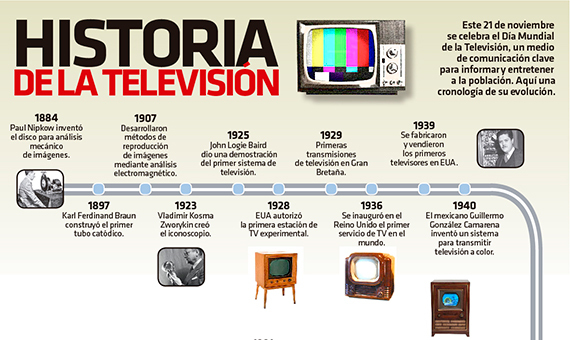 HISTORIA
DE LA TELEVISIÓN
Este 21 de noviembre
se celebra el Día Mundial
de la Televisión, un medio
de comunicación clave
para informar y entretener
a la población. Aquí una
cronología de su evolución.
1884
Paul Nipkow inventó
el disco para análisis
mecánico
de imágenes.
1907
Desarrollaron
métodos de
reproducción
de imágenes
mediante análisis
electromagnético.
1925
John Logie Baird
dio una demostración
del primer sistema de
televisión.
1929
Primeras
transmisiones
de televisión en Gran
Bretaña.
1939
Se fabricaron
y vendieron
los primeros
televisores en EUA.
1897
Karl Ferdinand Braun
construyó el primer
tubo catódico.
1923
Vladimir Kosma
Zworykin creó
el iconoscopio.
1928
EUA autorizó
la primera estación de
TV experimental.
1936
Se inauguró en el
Reino Unido el primer
servicio de TV en el
mundo.
1940
El mexicano Guillermo
González Camarena
inventó un sistema
para transmitir
televisión a color.